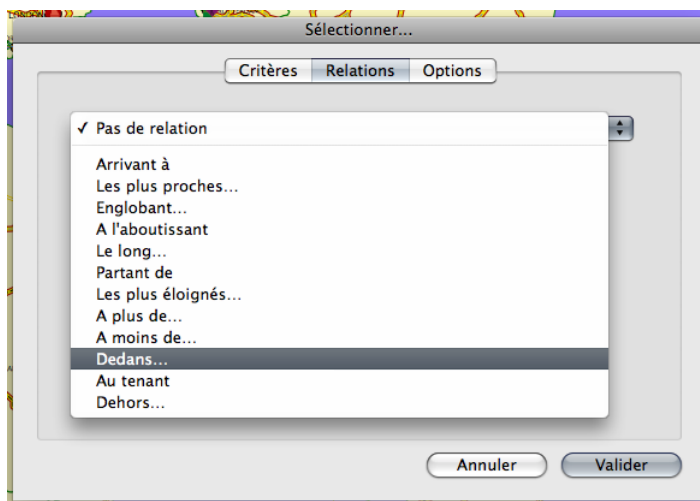 Sélectionner...
Critères Relations Options
✓ Pas de relation
Arrivant à
Les plus proches...
Englobant...
A l'aboutissant
Le long...
Partant de
Les plus éloignés...
A plus de...
A moins de...
Dedans...
Au tenant
Dehors...
Annuler Valider